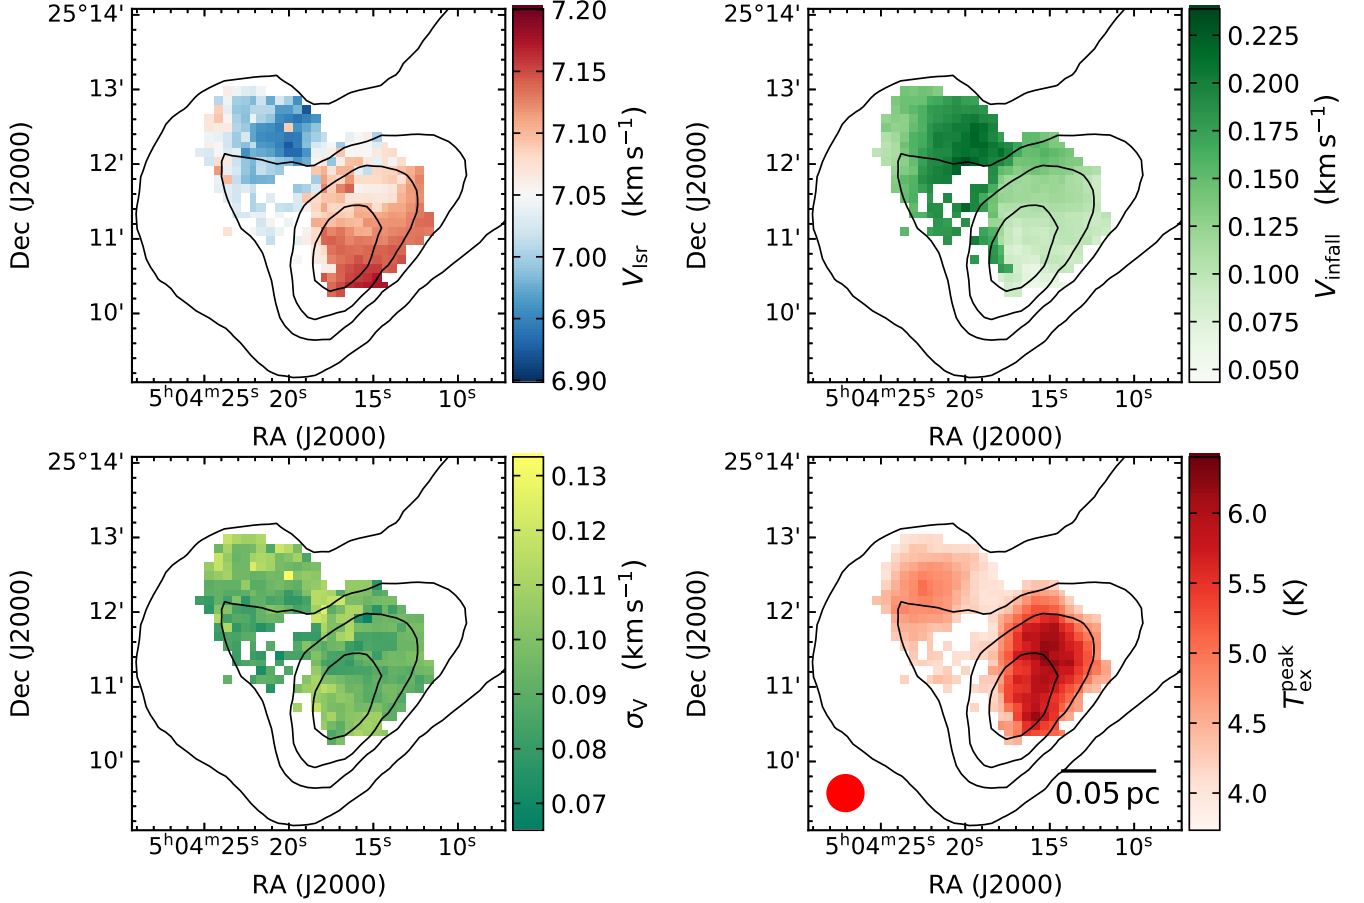 25°14'
13'
12'
11'
10'
Dec (J2000)
5ʰ04ᵐ25ˢ 20ˢ 15ˢ 10ˢ
RA (J2000)
7.20
7.15
7.10
7.05
7.00
6.95
6.90
V_lsr (km s⁻¹)
25°14'
13'
12'
11'
10'
Dec (J2000)
5ʰ04ᵐ25ˢ 20ˢ 15ˢ 10ˢ
RA (J2000)
0.225
0.200
0.175
0.150
0.125
0.100
0.075
0.050
V_infall (km s⁻¹)
25°14'
13'
12'
11'
10'
Dec (J2000)
5ʰ04ᵐ25ˢ 20ˢ 15ˢ 10ˢ
RA (J2000)
0.13
0.12
0.11
0.10
0.09
0.08
0.07
σ_V (km s⁻¹)
25°14'
13'
12'
11'
10'
Dec (J2000)
0.05 pc
5ʰ04ᵐ25ˢ 20ˢ 15ˢ 10ˢ
RA (J2000)
6.0
5.5
5.0
4.5
4.0
T_ex^peak (K)